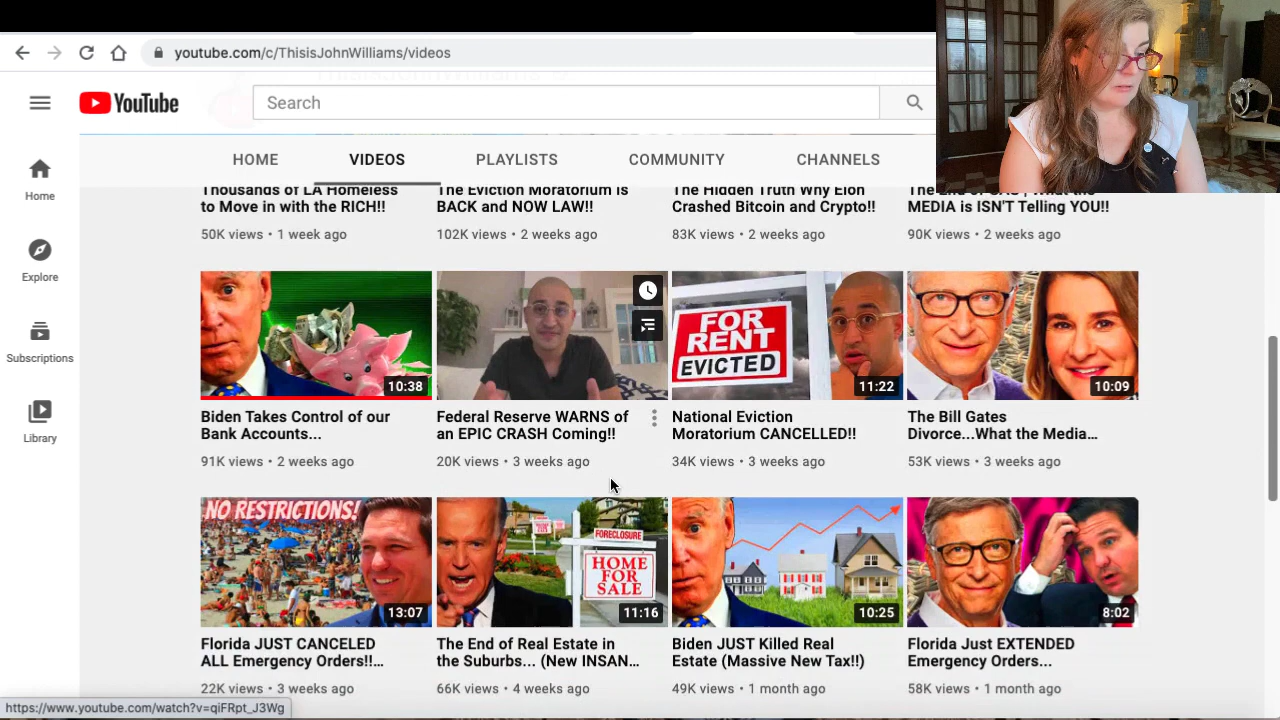 youtube.com/c/ThisisJohnWilliams/videos
YouTube
Search
HOME VIDEOS PLAYLISTS COMMUNITY CHANNELS
Home
Explore
Subscriptions
Library
Thousands of LA Homeless
to Move in with the RICH!!
50K views • 1 week ago
The Eviction Moratorium is
BACK and NOW LAW!!
102K views • 2 weeks ago
The Hidden Truth Why Elon
Crashed Bitcoin and Crypto!!
83K views • 2 weeks ago
The End of
the
MEDIA is ISN'T Telling YOU!!
90K views • 2 weeks ago
10:38
Biden Takes Control of our
Bank Accounts...
91K views • 2 weeks ago
Federal Reserve WARNS of
an EPIC CRASH Coming!!
20K views • 3 weeks ago
FOR
RENT
EVICTED
11:22
National Eviction
Moratorium CANCELLED!!
34K views • 3 weeks ago
10:09
The Bill Gates
Divorce...What the Media...
53K views • 3 weeks ago
NO RESTRICTIONS!
13:07
Florida JUST CANCELED
ALL Emergency Orders!!...
22K views • 3 weeks ago
FORECLOSURE
HOME
FOR
SALE
11:16
The End of Real Estate in
the Suburbs... (New INSAN...
66K views • 4 weeks ago
10:25
Biden JUST Killed Real
Estate (Massive New Tax!!)
49K views • 1 month ago
8:02
Florida Just EXTENDED
Emergency Orders...
58K views • 1 month ago
https://www.youtube.com/watch?v=qiFRpt_J3Wg